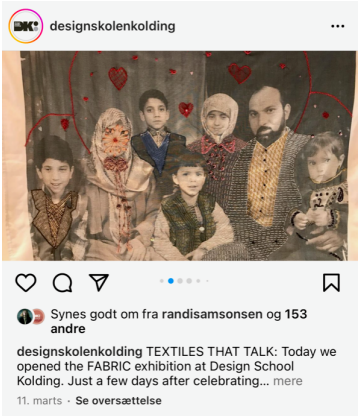 DK:
designskolenkolding
Synes godt om fra randisamsonsen og 153
andre
designskolenkolding TEXTILES THAT TALK: Today we
opened the FABRIC exhibition at Design School
Kolding. Just a few days after celebrating... mere
11. marts · Se oversættelse